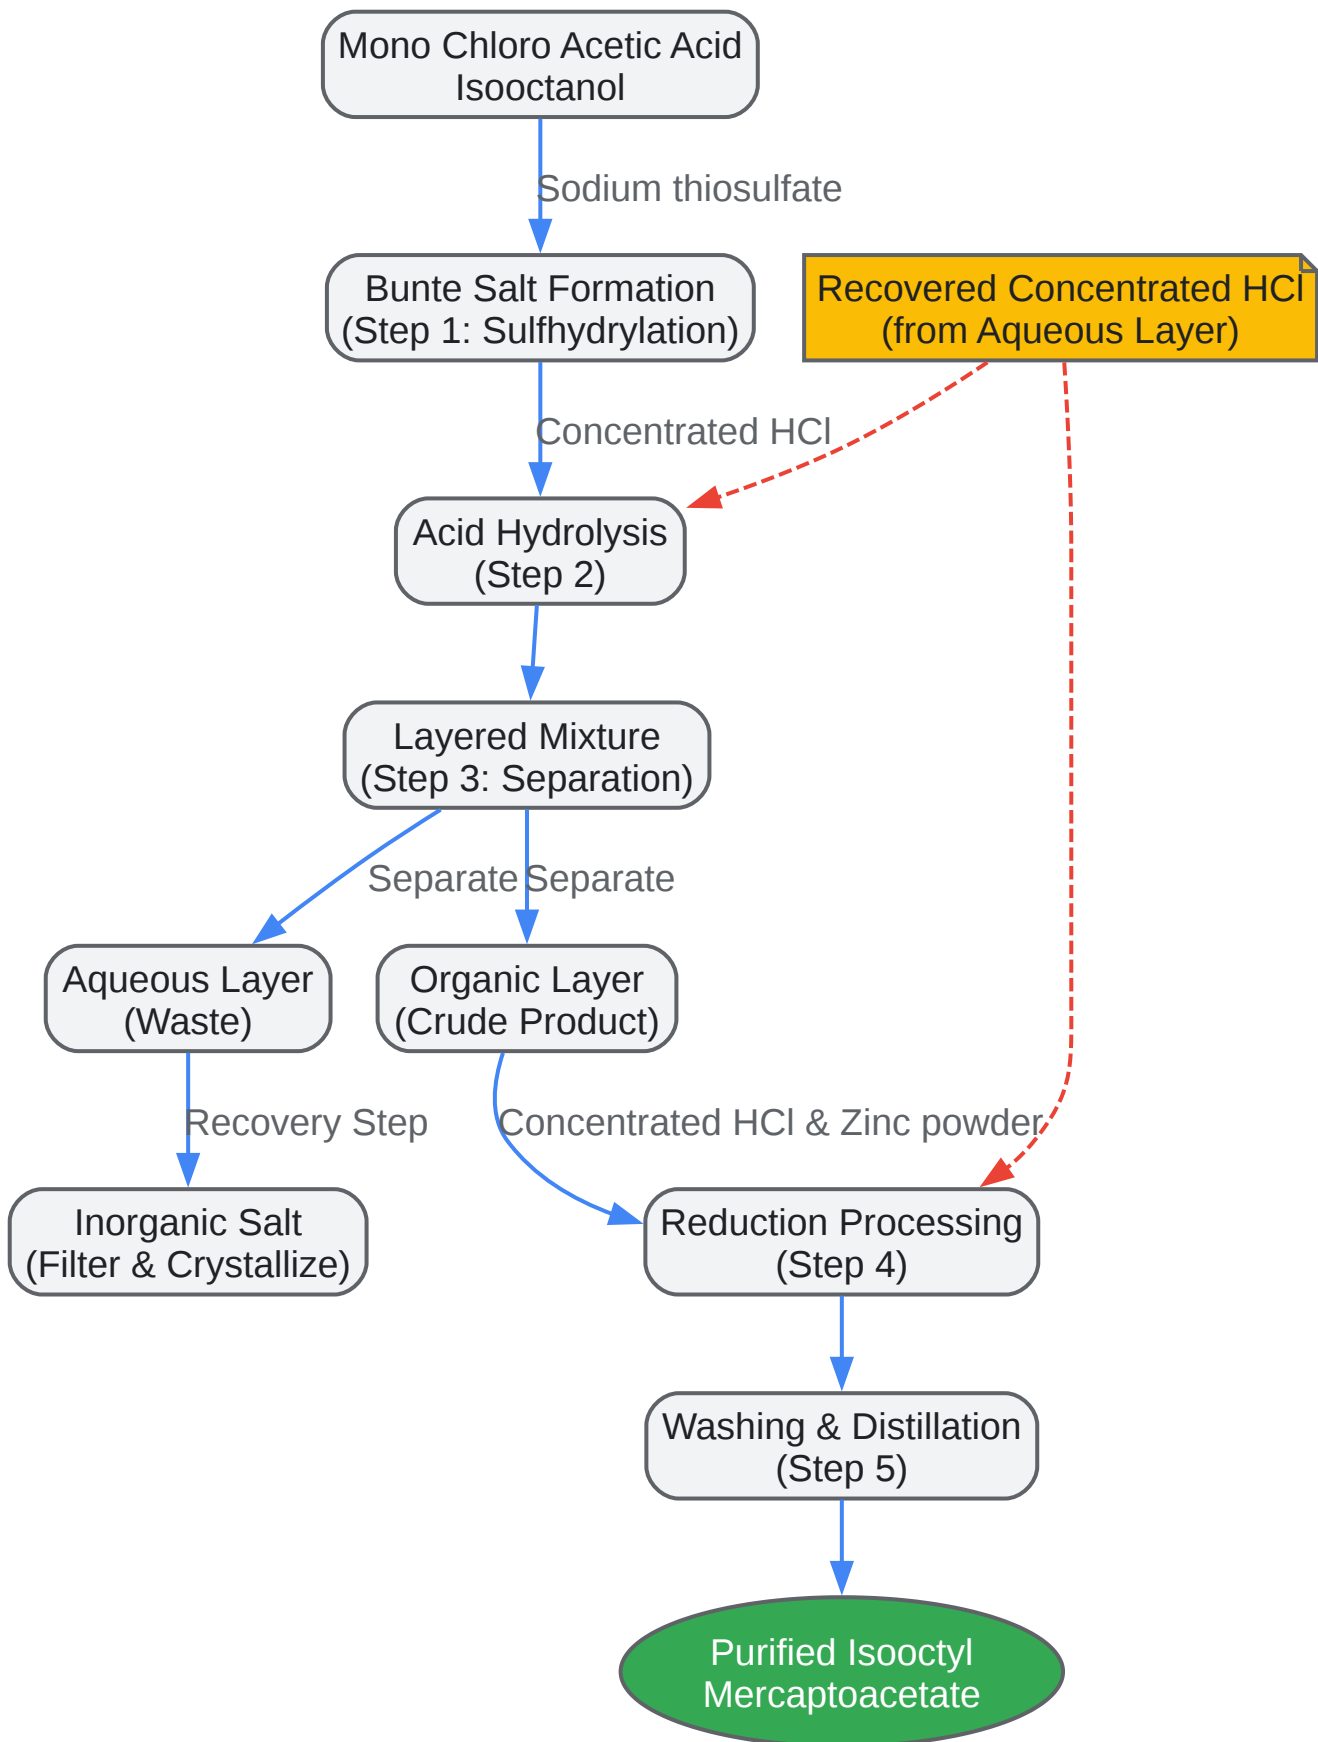 Mono Chloro Acetic Acid
Isooctanol
Sodium thiosulfate
Bunte Salt Formation
(Step 1: Sulfhydrylation)
Recovered Concentrated HCl
(from Aqueous Layer)
Concentrated HCl
Acid Hydrolysis
(Step 2)
Layered Mixture
(Step 3: Separation)
Separate
Separate
Aqueous Layer
(Waste)
Organic Layer
(Crude Product)
Recovery Step
Concentrated HCl & Zinc powder
Inorganic Salt
(Filter & Crystallize)
Reduction Processing
(Step 4)
Washing & Distillation
(Step 5)
Purified Isooctyl
Mercaptoacetate